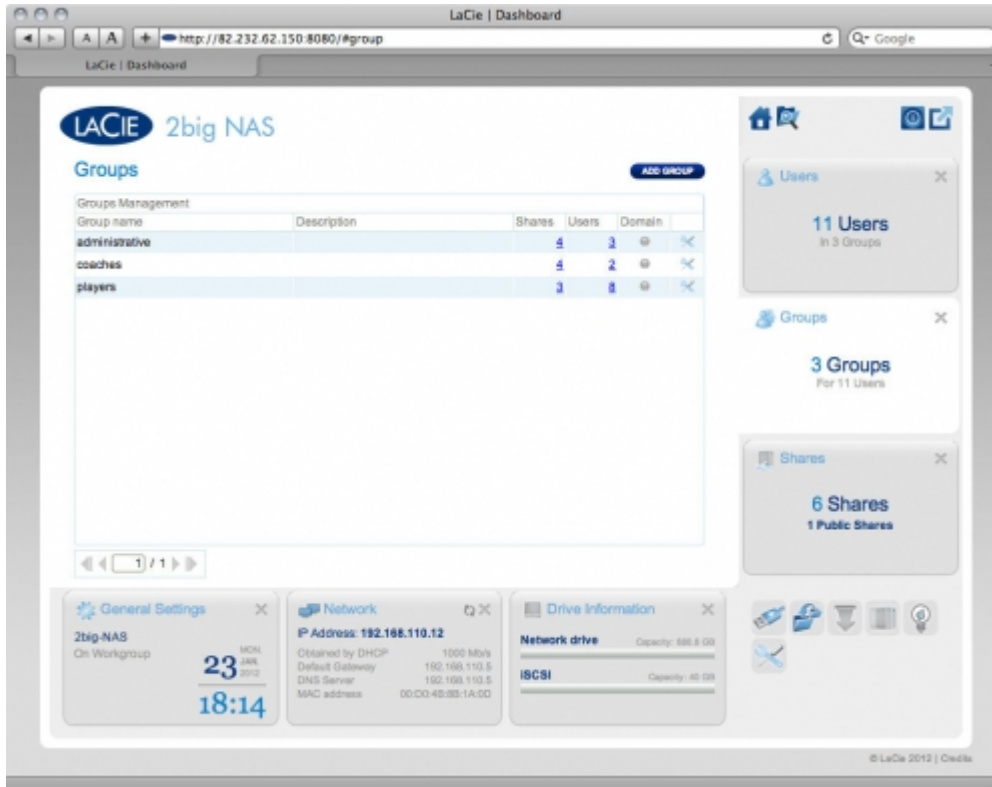 LaCie | Dashboard
A A + http://82.232.62.150:8080/#group Google
LaCie | Dashboard
LACIE 2big NAS
Groups
ADD GROUP
Groups Management
Group name Description Shares Users Domain
administrative 4 3
coaches 4 2
players 3 8
1 / 1
Users
11 Users
In 3 Groups
Groups
3 Groups
For 11 Users
Shares
6 Shares
1 Public Shares
General Settings
2big-NAS
On Workgroup
23 MON. JAN. 2012
18:14
Network
IP Address: 192.168.110.12
Obtained by DHCP 1000 Mb/s
Default Gateway 192.168.110.5
DNS Server 192.168.110.5
MAC address
Drive Information
Network drive Capacity: GB
iSCSI Capacity: 40 GB
© LaCie 2012 | Credits